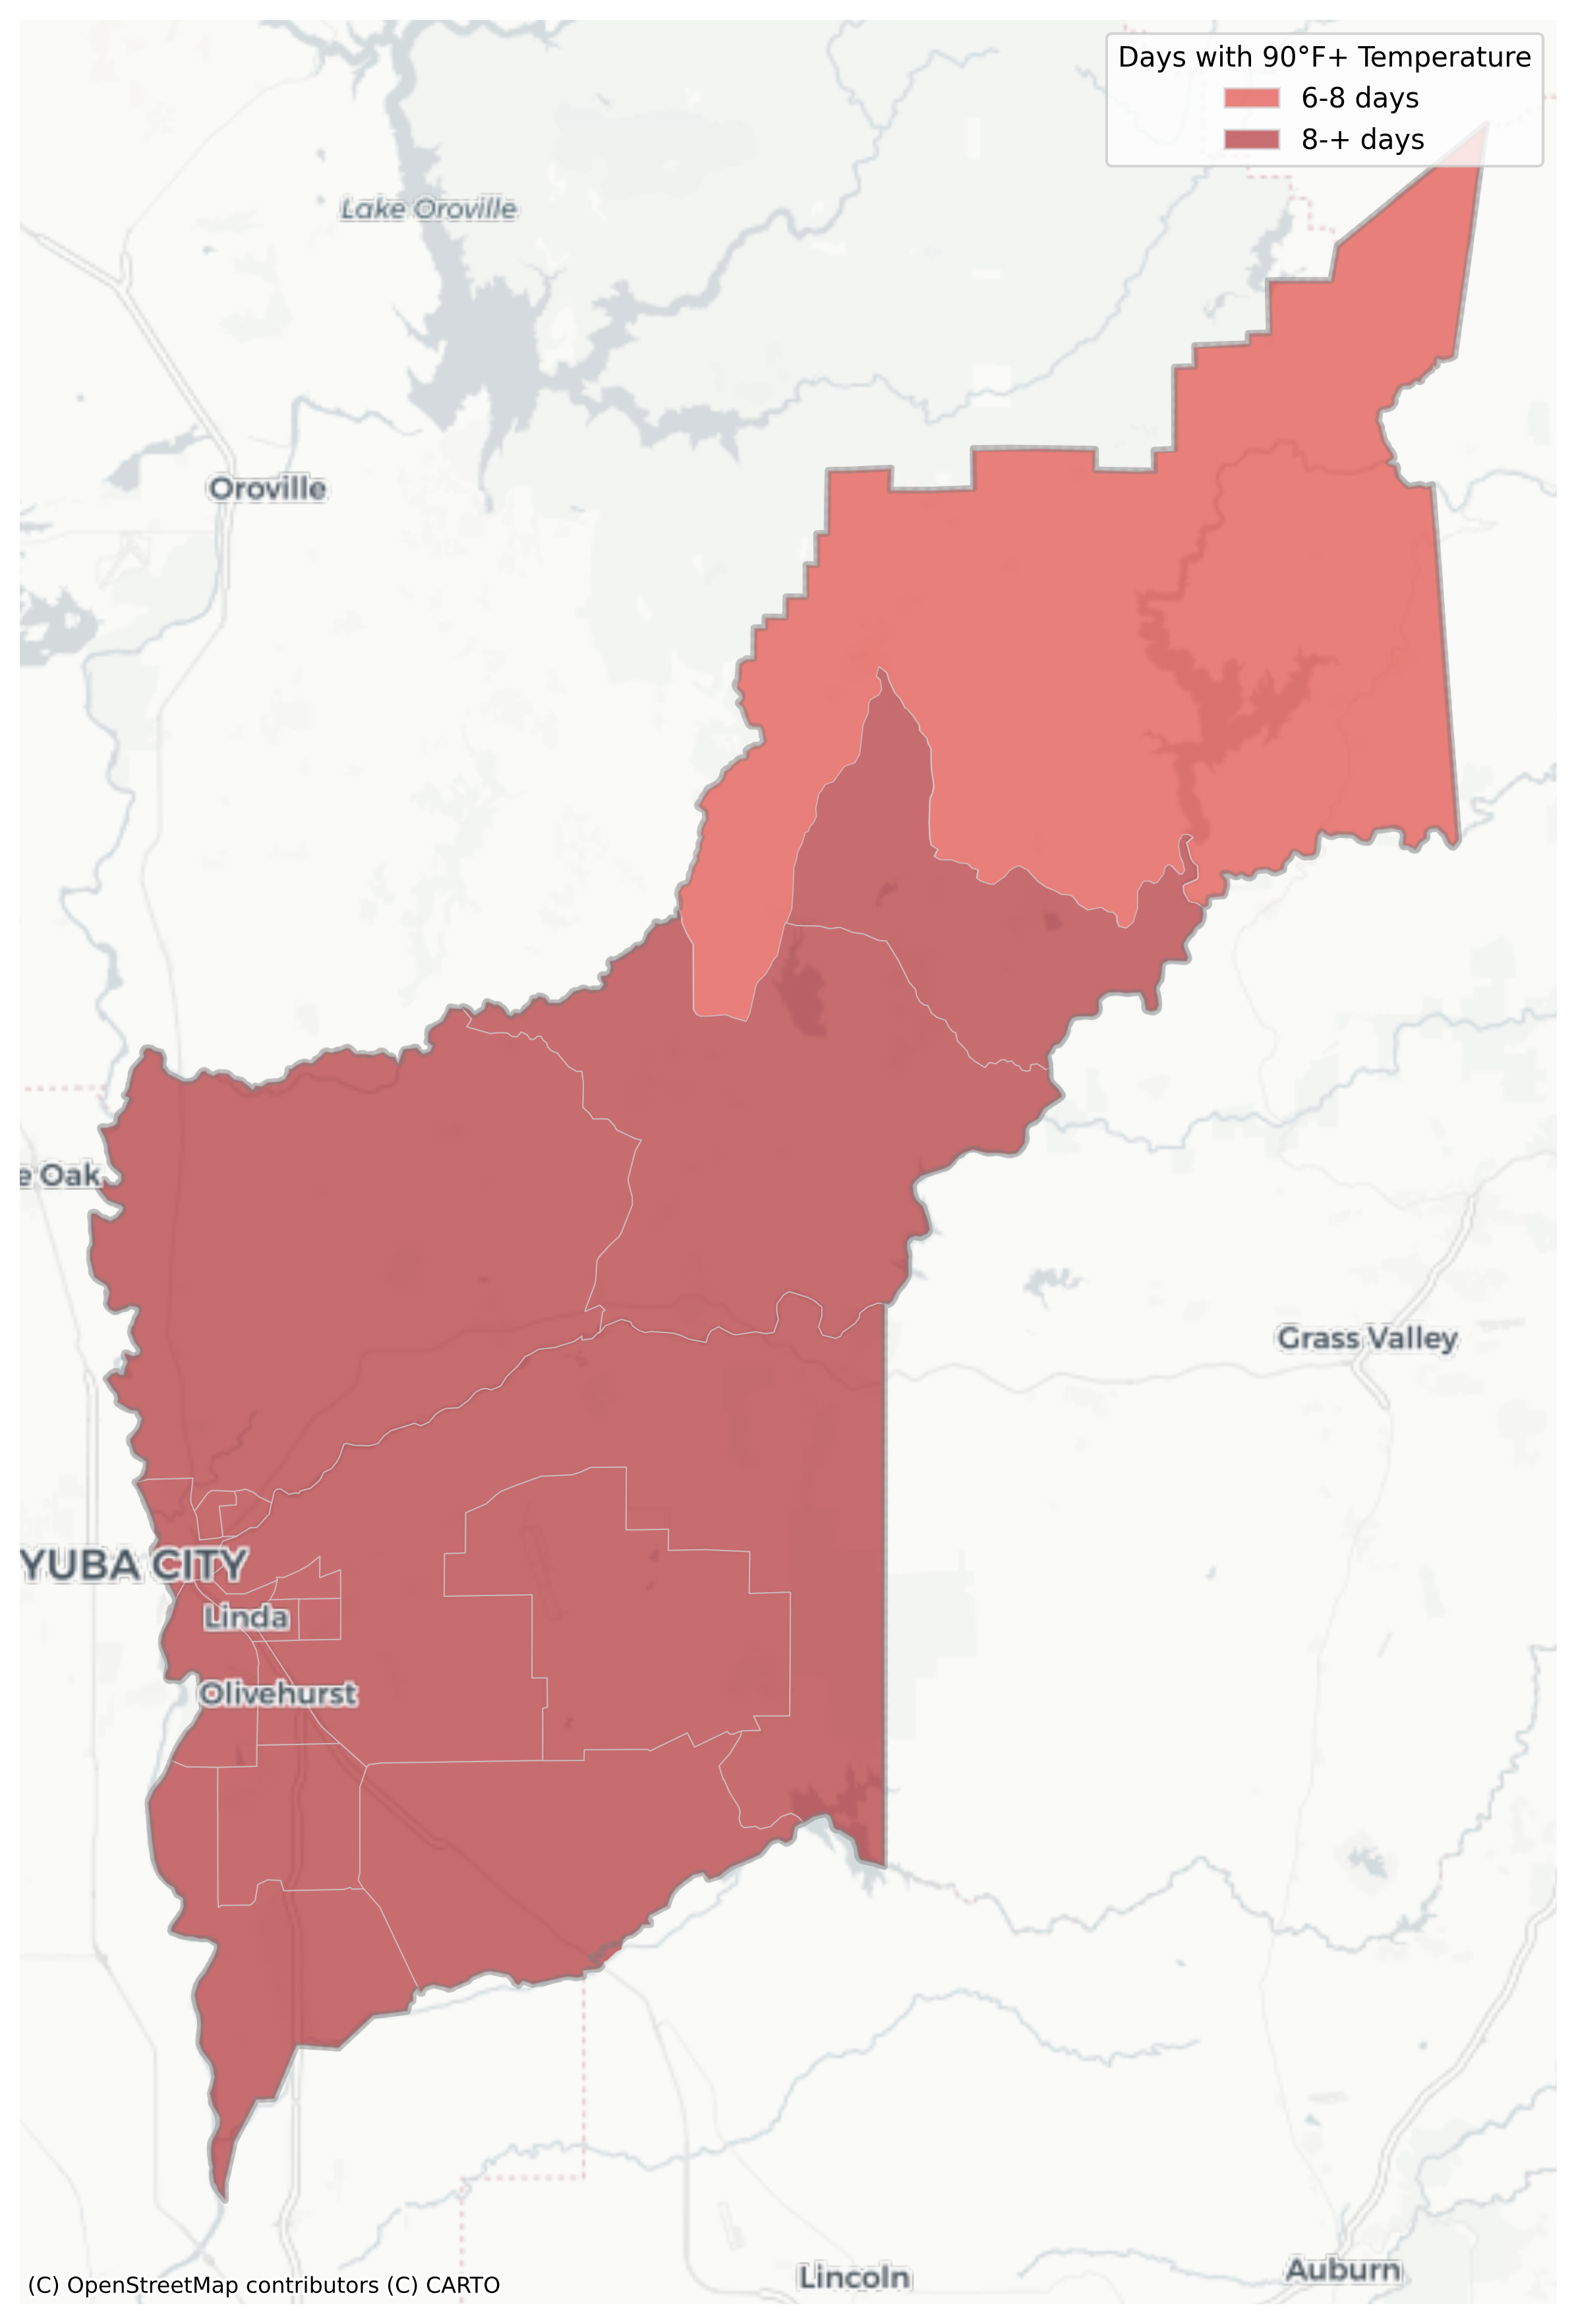 Days with 90°F+ Temperature
6-8 days
8-+ days
Lake Oroville
Oroville
e Oak
Grass Valley
YUBA CITY
Linda
Olivehurst
Lincoln
Auburn
(C) OpenStreetMap contributors (C) CARTO